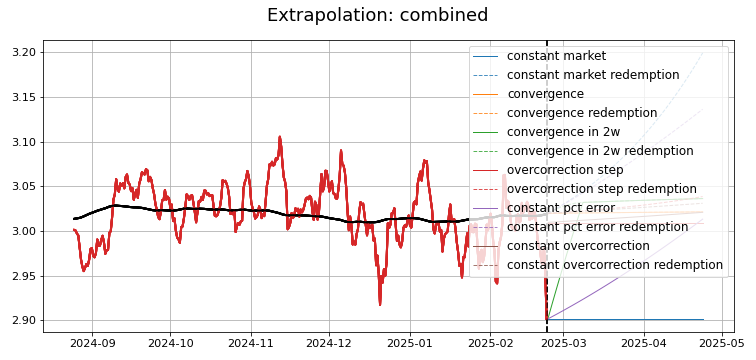 Extrapolation: combined
3.20
3.15
3.10
3.05
3.00
2.95
2.90
constant market
constant market redemption
convergence
convergence redemption
convergence in 2w
convergence in 2w redemption
overcorrection step
overcorrection step redemption
constant pct error
constant pct error redemption
constant overcorrection
constant overcorrection redemption
2024-09 2024-10 2024-11 2024-12 2025-01 2025-02 2025-03 2025-04 2025-05